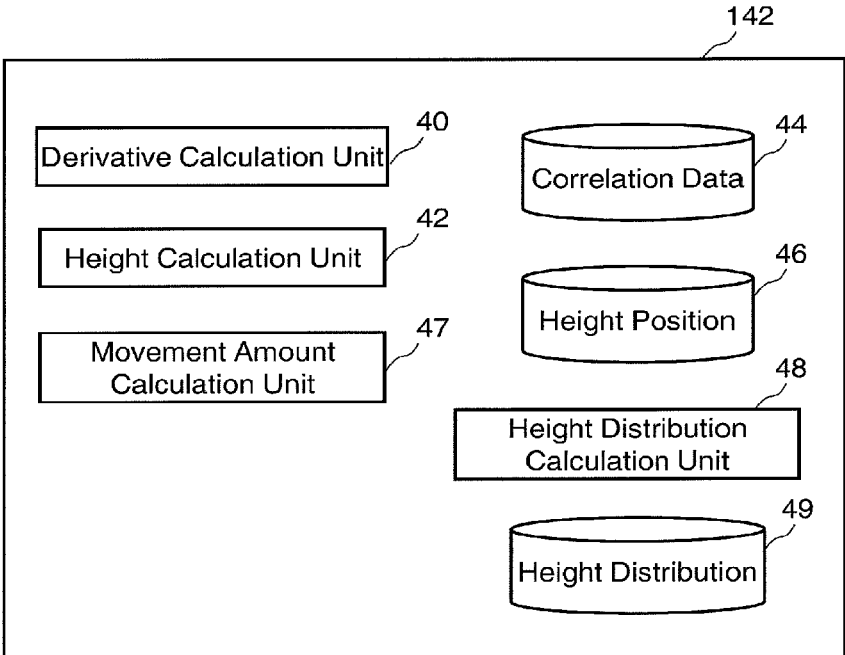 142
Derivative Calculation Unit
40
Height Calculation Unit
42
Movement Amount
Calculation Unit
47
Correlation Data
44
Height Position
46
Height Distribution
Calculation Unit
48
Height Distribution
49